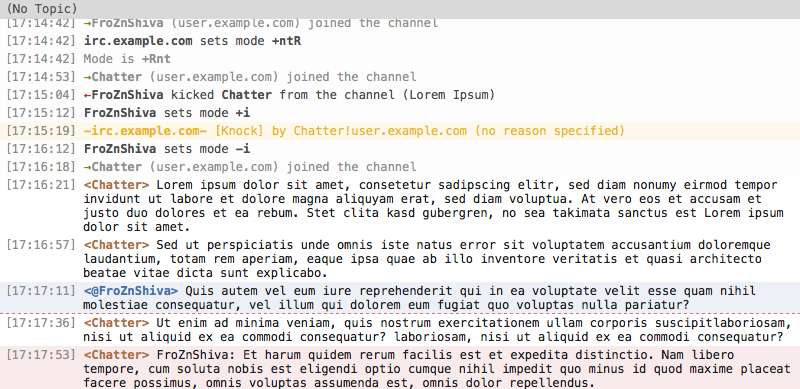 (No Topic)
[17:14:42] →FroZnShiva (user.example.com) joined the channel
[17:14:42] irc.example.com sets mode +ntR
[17:14:42] Mode is +Rnt
[17:14:53] →Chatter (user.example.com) joined the channel
[17:15:04] ←FroZnShiva kicked Chatter from the channel (Lorem Ipsum)
[17:15:12] FroZnShiva sets mode +i
[17:15:19] -irc.example.com- [Knock] by Chatter!user.example.com (no reason specified)
[17:16:12] FroZnShiva sets mode -i
[17:16:18] →Chatter (user.example.com) joined the channel
[17:16:21] <Chatter> Lorem ipsum dolor sit amet, consetetur sadipscing elitr, sed diam nonumy eirmod tempor
invidunt ut labore et dolore magna aliquyam erat, sed diam voluptua. At vero eos et accusam et
justo duo dolores et ea rebum. Stet clita kasd gubergren, no sea takimata sanctus est Lorem ipsum
dolor sit amet.
[17:16:57] <Chatter> Sed ut perspiciatis unde omnis iste natus error sit voluptatem accusantium doloremque
laudantium, totam rem aperiam, eaque ipsa quae ab illo inventore veritatis et quasi architecto
beatae vitae dicta sunt explicabo.
[17:17:11] <@FroZnShiva> Quis autem vel eum iure reprehenderit qui in ea voluptate velit esse quam nihil
molestiae consequatur, vel illum qui dolorem eum fugiat quo voluptas nulla pariatur?
[17:17:36] <Chatter> Ut enim ad minima veniam, quis nostrum exercitationem ullam corporis suscipitlaboriosam,
nisi ut aliquid ex ea commodi consequatur? laboriosam, nisi ut aliquid ex ea commodi consequatur?
[17:17:53] <Chatter> FroZnShiva: Et harum quidem rerum facilis est et expedita distinctio. Nam libero
tempore, cum soluta nobis est eligendi optio cumque nihil impedit quo minus id quod maxime placeat
facere possimus, omnis voluptas assumenda est, omnis dolor repellendus.